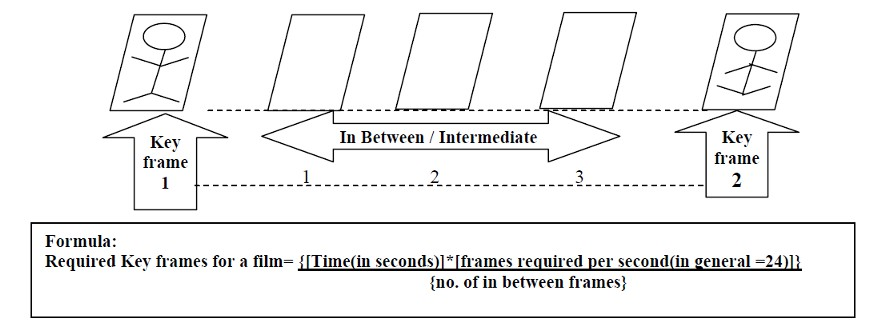 In Between / Intermediate
Key
frame
1
Key
frame
2
1 2 3
Formula:
Required Key frames for a film= {[Time(in seconds)]*[frames required per second(in general =24)]}
{no. of in between frames}